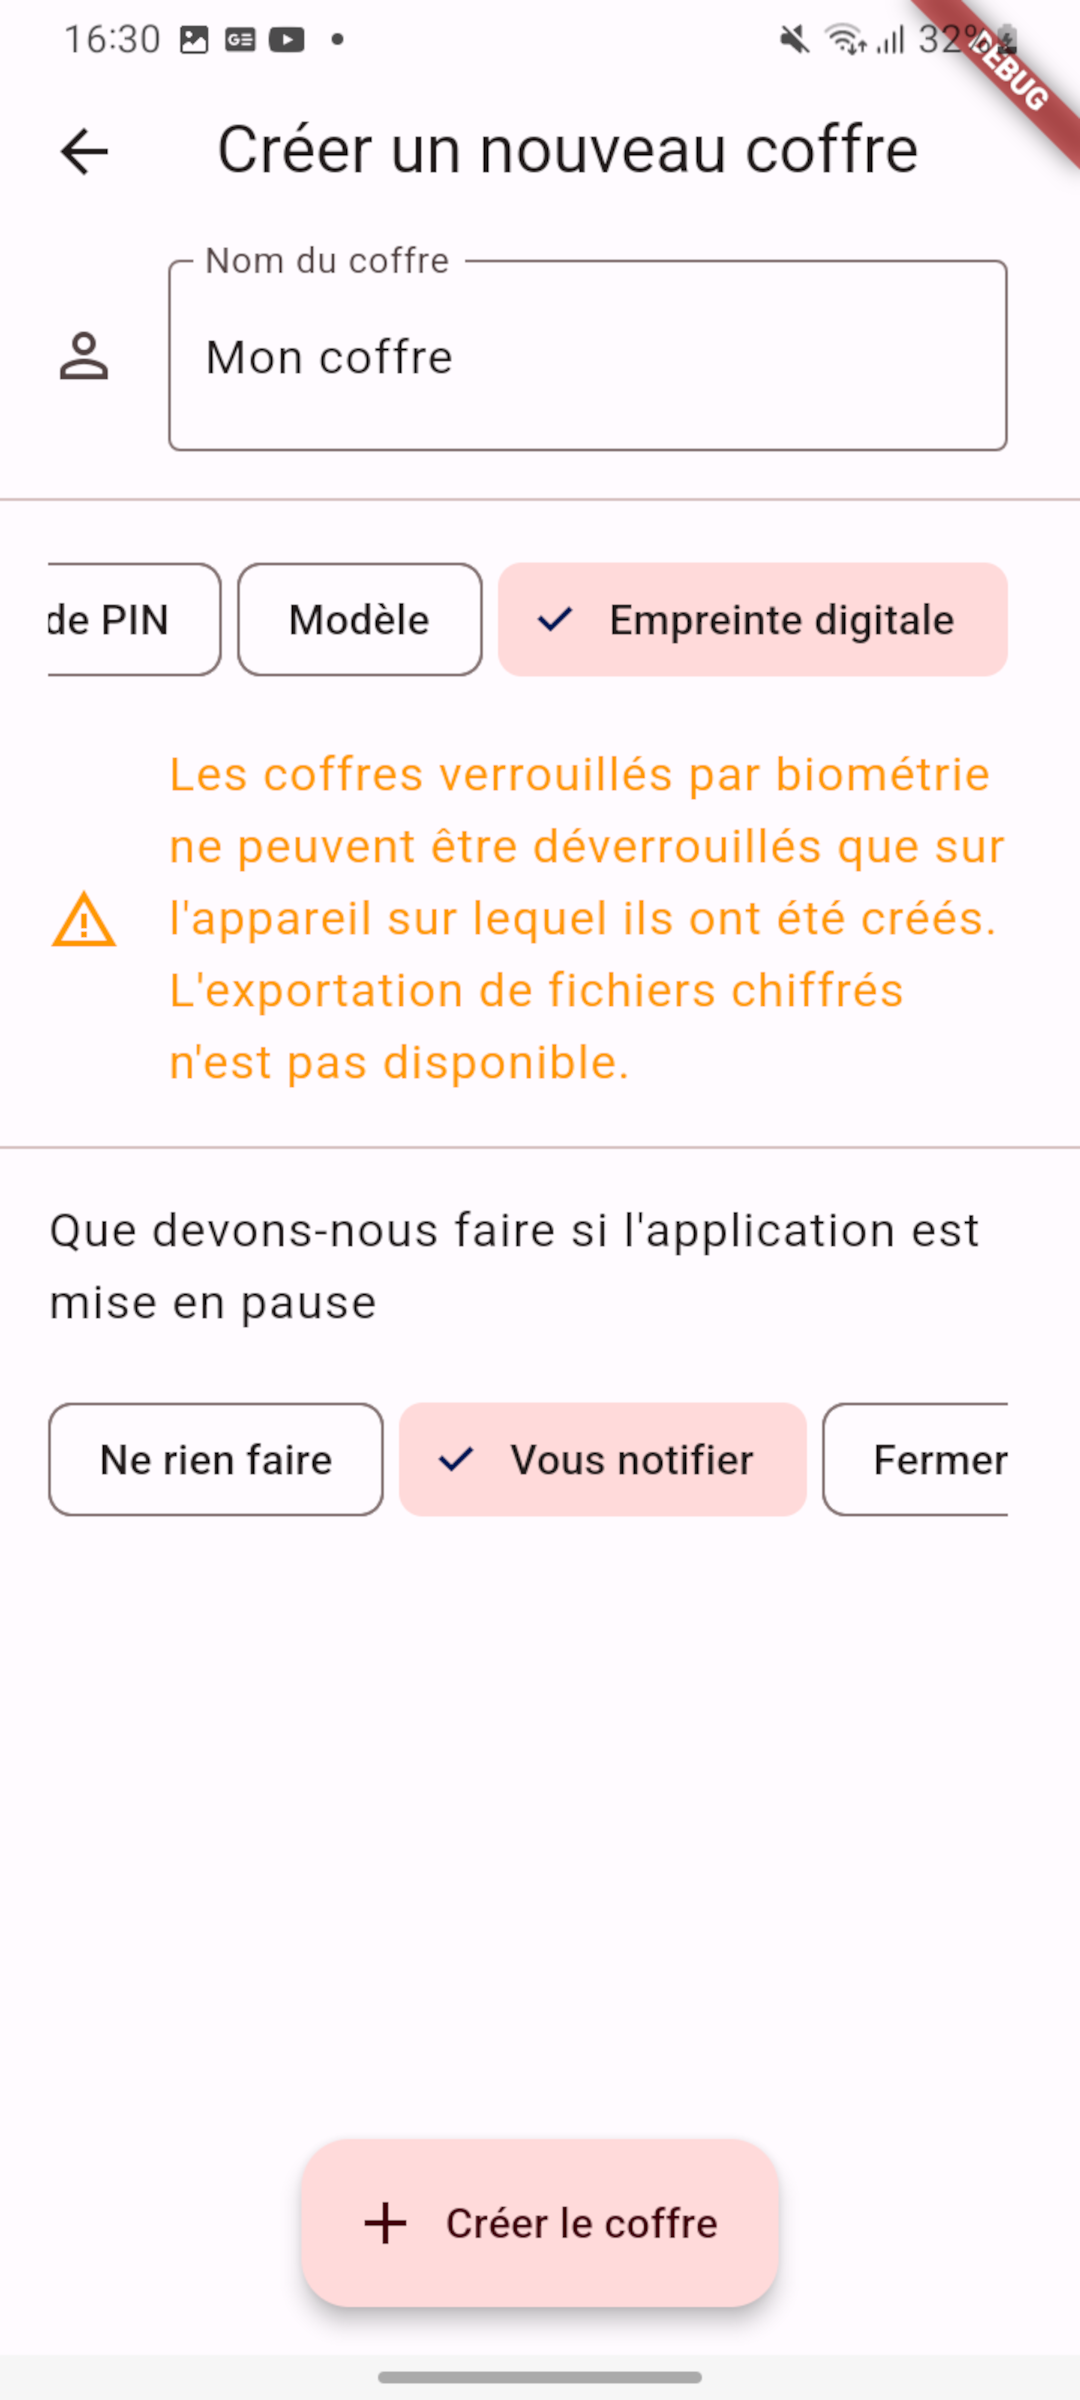 16:30
32%
DEBUG
Créer un nouveau coffre
Nom du coffre
Mon coffre
de PIN
Modèle
Empreinte digitale
Les coffres verrouillés par biométrie
ne peuvent être déverrouillés que sur
l'appareil sur lequel ils ont été créés.
L'exportation de fichiers chiffrés
n'est pas disponible.
Que devons-nous faire si l'application est
mise en pause
Ne rien faire
Vous notifier
Fermer
Créer le coffre